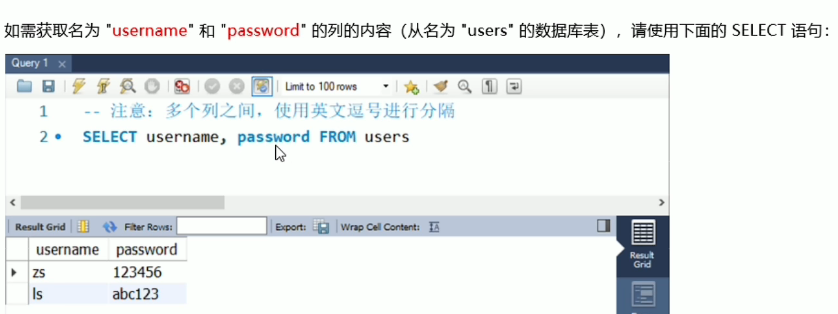 如需获取名为 "username" 和 "password" 的列的内容（从名为 "users" 的数据库表），请使用下面的 SELECT 语句：
Query 1 ×
Limit to 100 rows
1 -- 注意：多个列之间，使用英文逗号进行分隔
2 SELECT username, password FROM users
Result Grid Filter Rows: Export: Wrap Cell Content:
username password
zs 123456
ls abc123
Result
Grid